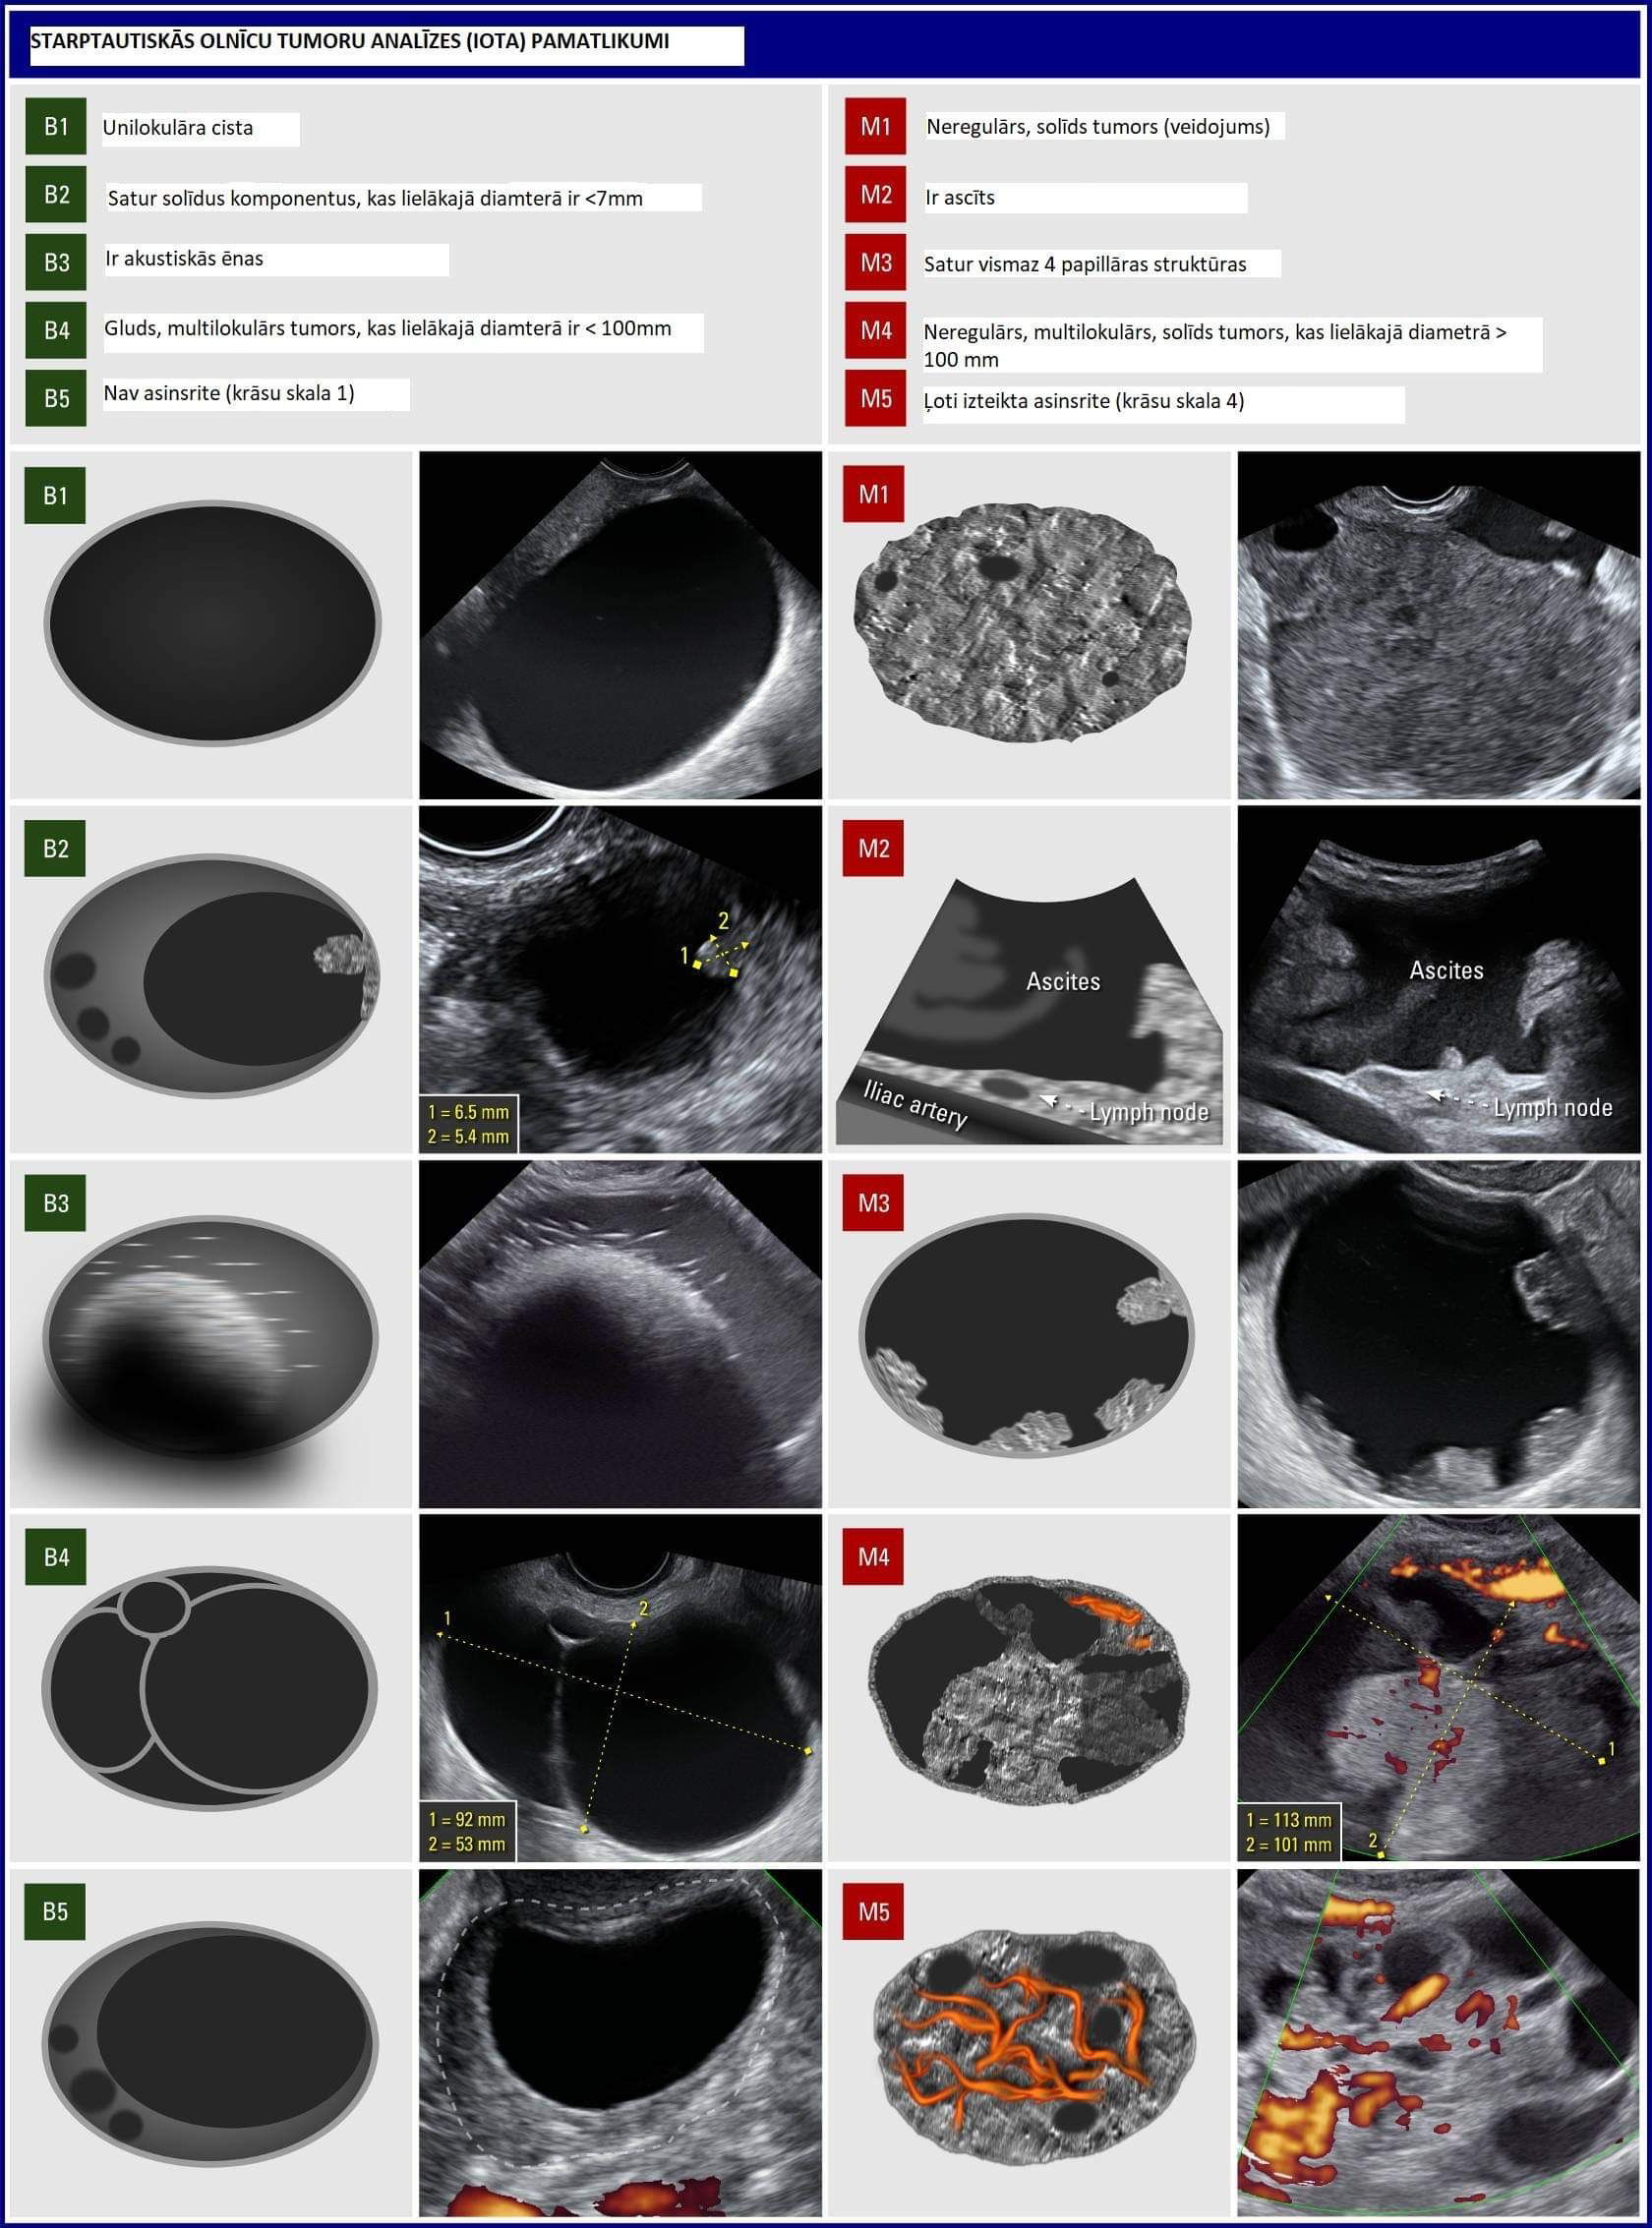 STARPTAUTISKĀS OLNĪCU TUMORU ANALĪZES (IOTA) PAMATLIKUMI
B1 Unilokulāra cista
B2 Satur solīdus komponentus, kas lielākajā diamterā ir <7mm
B3 Ir akustiskās ēnas
B4 Gluds, multilokulārs tumors, kas lielākajā diamterā ir < 100mm
B5 Nav asinsrite (krāsu skala 1)
M1 Neregulārs, solīds tumors (veidojums)
M2 Ir ascīts
M3 Satur vismaz 4 papillāras struktūras
M4 Neregulārs, multilokulārs, solīds tumors, kas lielākajā diametrā >
100 mm
M5 Ļoti izteikta asinsrite (krāsu skala 4)
B1
M1
B2
2
1
1 = 6.5 mm
2 = 5.4 mm
M2
Ascites
Iliac artery
Lymph node
Ascites
Lymph node
B3
M3
B4
1
2
1 = 92 mm
2 = 53 mm
M4
1
2
1 = 113 mm
2 = 101 mm
B5
M5